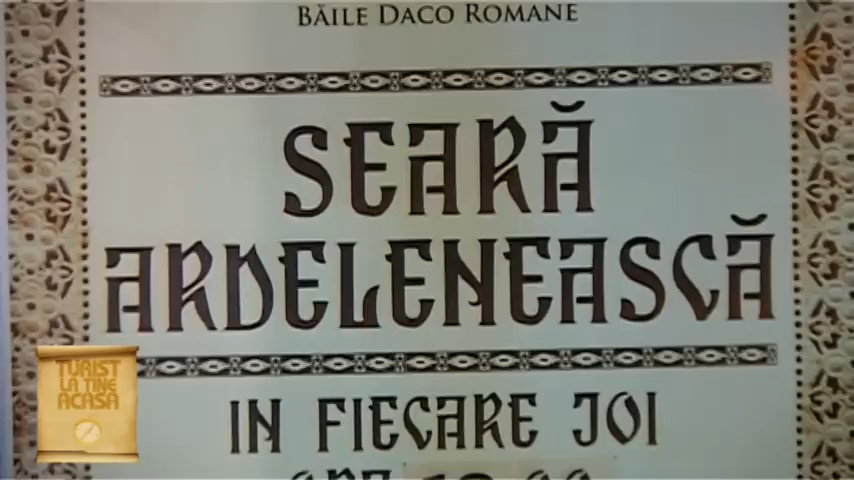 BĂILE DACO ROMANE
SEARĂ
ARDELENEASCĂ
IN FIECARE JOI
TURIST
LA TINE
ACASA